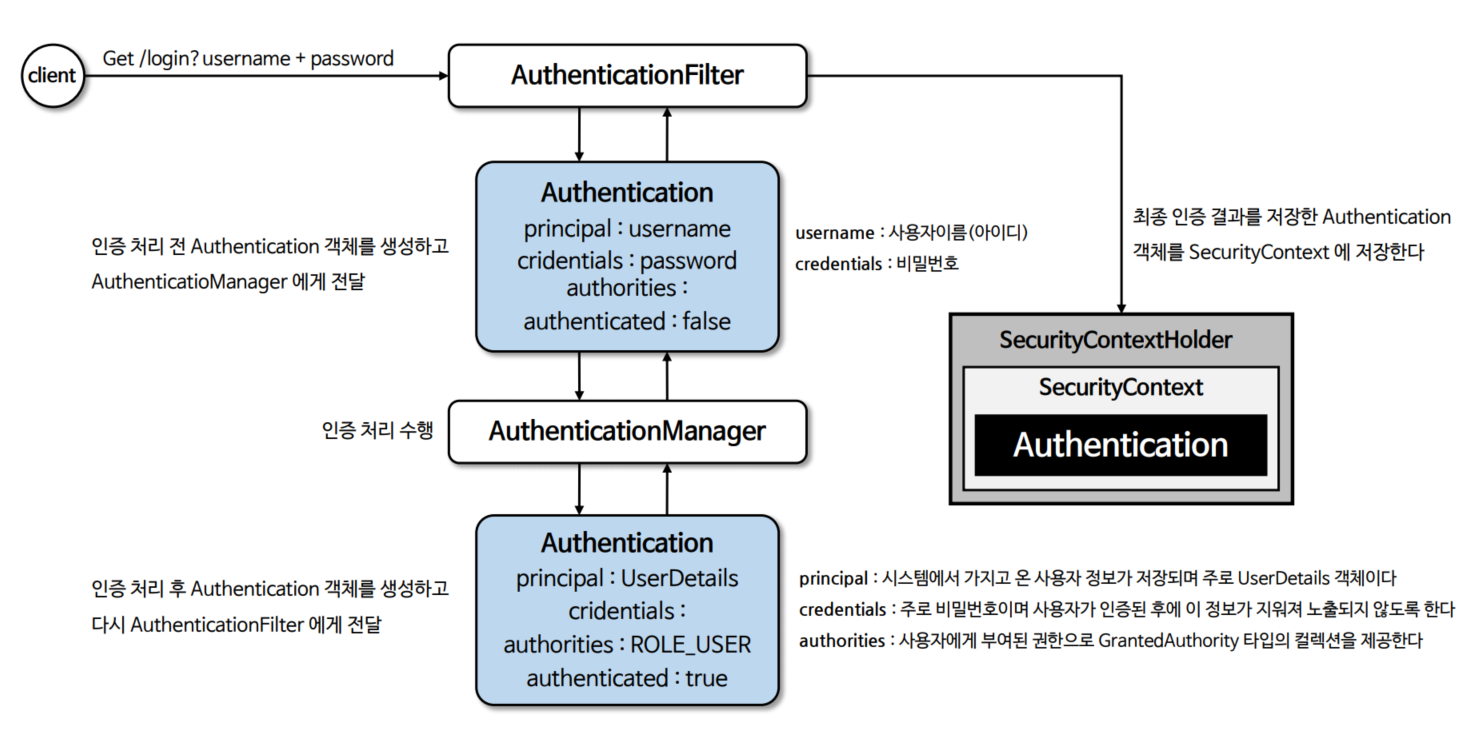 client
Get /login? username + password
AuthenticationFilter
Authentication
principal : username
cridentials : password
authorities :
authenticated : false
인증 처리 전 Authentication 객체를 생성하고
AuthenticatioManager 에게 전달
username : 사용자이름(아이디)
credentials : 비밀번호
최종 인증 결과를 저장한 Authentication
객체를 SecurityContext 에 저장한다
SecurityContextHolder
SecurityContext
Authentication
인증 처리 수행
AuthenticationManager
Authentication
principal : UserDetails
cridentials :
authorities : ROLE_USER
authenticated : true
인증 처리 후 Authentication 객체를 생성하고
다시 AuthenticationFilter 에게 전달
principal : 시스템에서 가지고 온 사용자 정보가 저장되며 주로 UserDetails 객체이다
credentials : 주로 비밀번호이며 사용자가 인증된 후에 이 정보가 지워져 노출되지 않도록 한다
authorities : 사용자에게 부여된 권한으로 GrantedAuthority 타입의 컬렉션을 제공한다